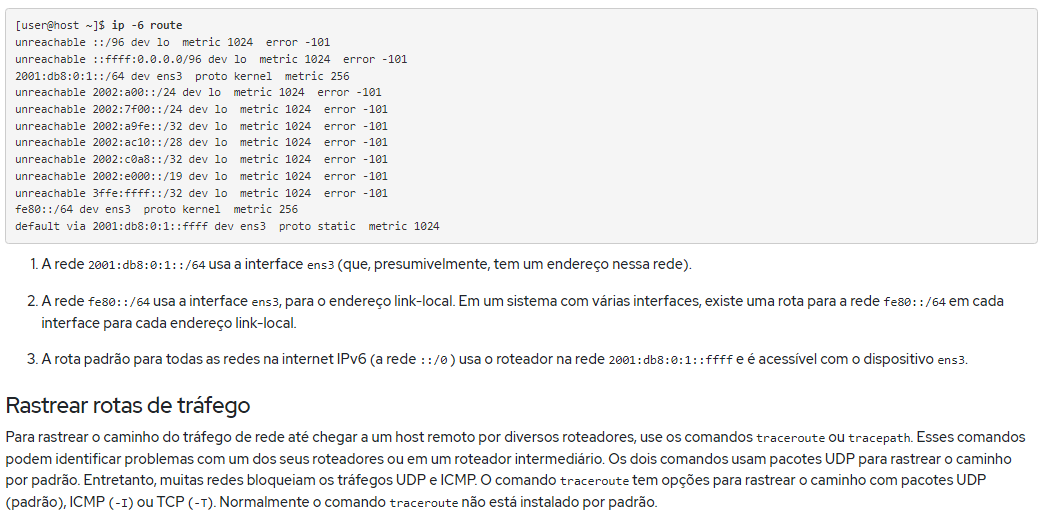 [user@host ~]$ ip -6 route
unreachable ::/96 dev lo  metric 1024  error -101
unreachable ::ffff:0.0.0.0/96 dev lo  metric 1024  error -101
2001:db8:0:1::/64 dev ens3  proto kernel  metric 256
unreachable 2002:a00::/24 dev lo  metric 1024  error -101
unreachable 2002:7f00::/24 dev lo  metric 1024  error -101
unreachable 2002:a9fe::/32 dev lo  metric 1024  error -101
unreachable 2002:ac10::/28 dev lo  metric 1024  error -101
unreachable 2002:c0a8::/32 dev lo  metric 1024  error -101
unreachable 2002:e000::/19 dev lo  metric 1024  error -101
unreachable 3ffe:ffff::/32 dev lo  metric 1024  error -101
fe80::/64 dev ens3  proto kernel  metric 256
default via 2001:db8:0:1::ffff dev ens3  proto static  metric 1024
1. A rede 2001:db8:0:1::/64 usa a interface ens3 (que, presumivelmente, tem um endereço nessa rede).
2. A rede fe80::/64 usa a interface ens3, para o endereço link-local. Em um sistema com várias interfaces, existe uma rota para a rede fe80::/64 em cada
interface para cada endereço link-local.
3. A rota padrão para todas as redes na internet IPv6 (a rede ::/0 ) usa o roteador na rede 2001:db8:0:1::ffff e é acessível com o dispositivo ens3.
Rastrear rotas de tráfego
Para rastrear o caminho do tráfego de rede até chegar a um host remoto por diversos roteadores, use os comandos traceroute ou tracepath. Esses comandos
podem identificar problemas com um dos seus roteadores ou em um roteador intermediário. Os dois comandos usam pacotes UDP para rastrear o caminho
por padrão. Entretanto, muitas redes bloqueiam os tráfegos UDP e ICMP. O comando traceroute tem opções para rastrear o caminho com pacotes UDP
(padrão), ICMP (-I) ou TCP (-T). Normalmente o comando traceroute não está instalado por padrão.